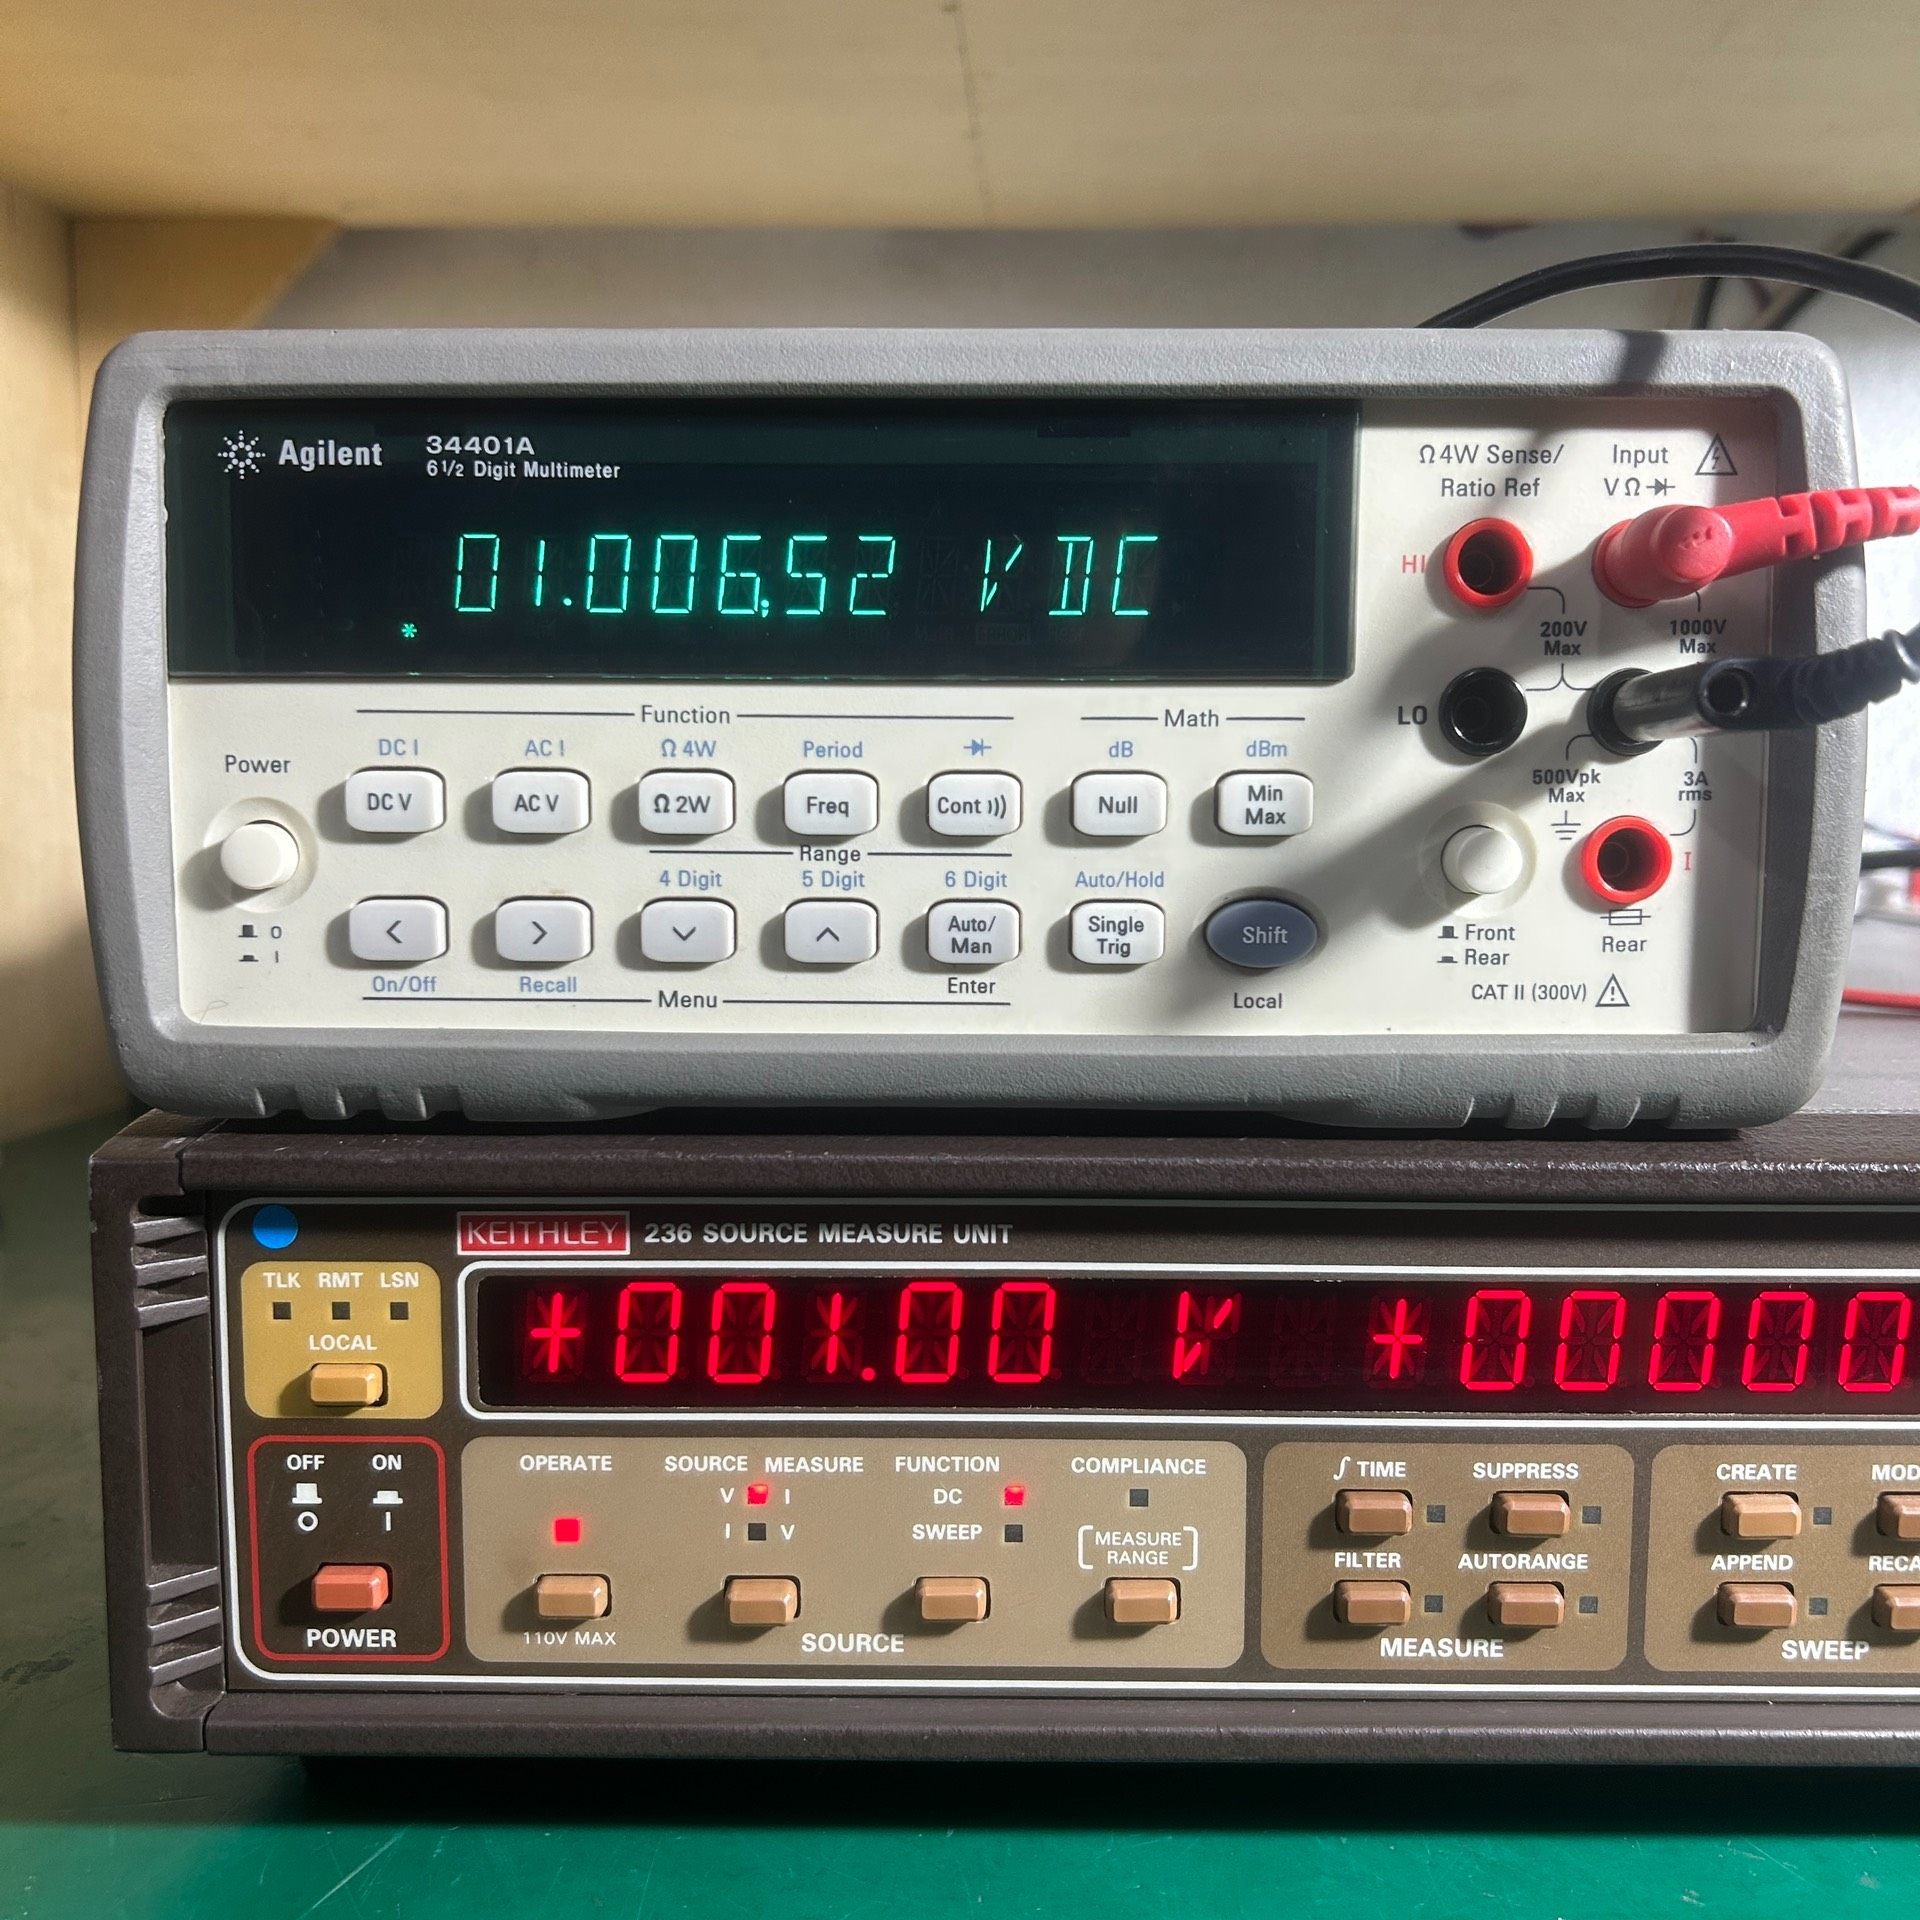 Agilent 34401A
6½ Digit Multimeter
01.006,52 V DC
*
Ω4W Sense/ Ratio Ref
Input VΩ
HI
200V Max
1000V Max
LO
500Vpk Max
3A rms
I
Function
Math
Power
DC I
AC I
Ω 4W
Period
dB
dBm
DC V
AC V
Ω 2W
Freq
Cont
Null
Min Max
Range
4 Digit
5 Digit
6 Digit
Auto/Hold
<
>
Auto/ Man
Single Trig
Shift
O
I
On/Off
Recall
Menu
Enter
Local
Front
Rear
Rear
CAT II (300V)
KEITHLEY 236 SOURCE MEASURE UNIT
TLK RMT LSN
LOCAL
+001.00 V +00000
OFF ON
O I
POWER
OPERATE
110V MAX
SOURCE MEASURE
V I
I V
FUNCTION
DC
SWEEP
COMPLIANCE
[MEASURE RANGE]
SOURCE
∫ TIME
SUPPRESS
FILTER
AUTORANGE
MEASURE
CREATE
MOD
APPEND
RECA
SWEEP